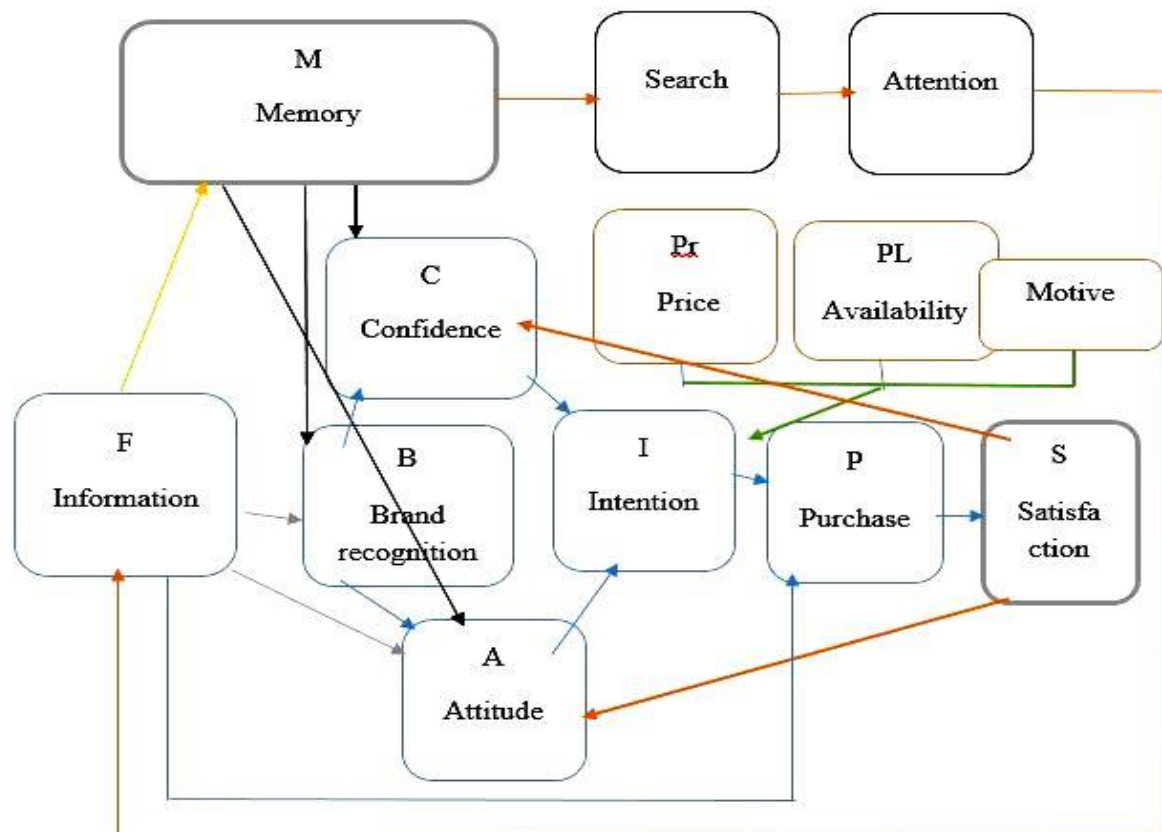 M
Memory
Search
Attention
C
Confidence
Pr
Price
PL
Availability
Motive
F
Information
B
Brand
recognition
I
Intention
P
Purchase
S
Satisfa
ction
A
Attitude